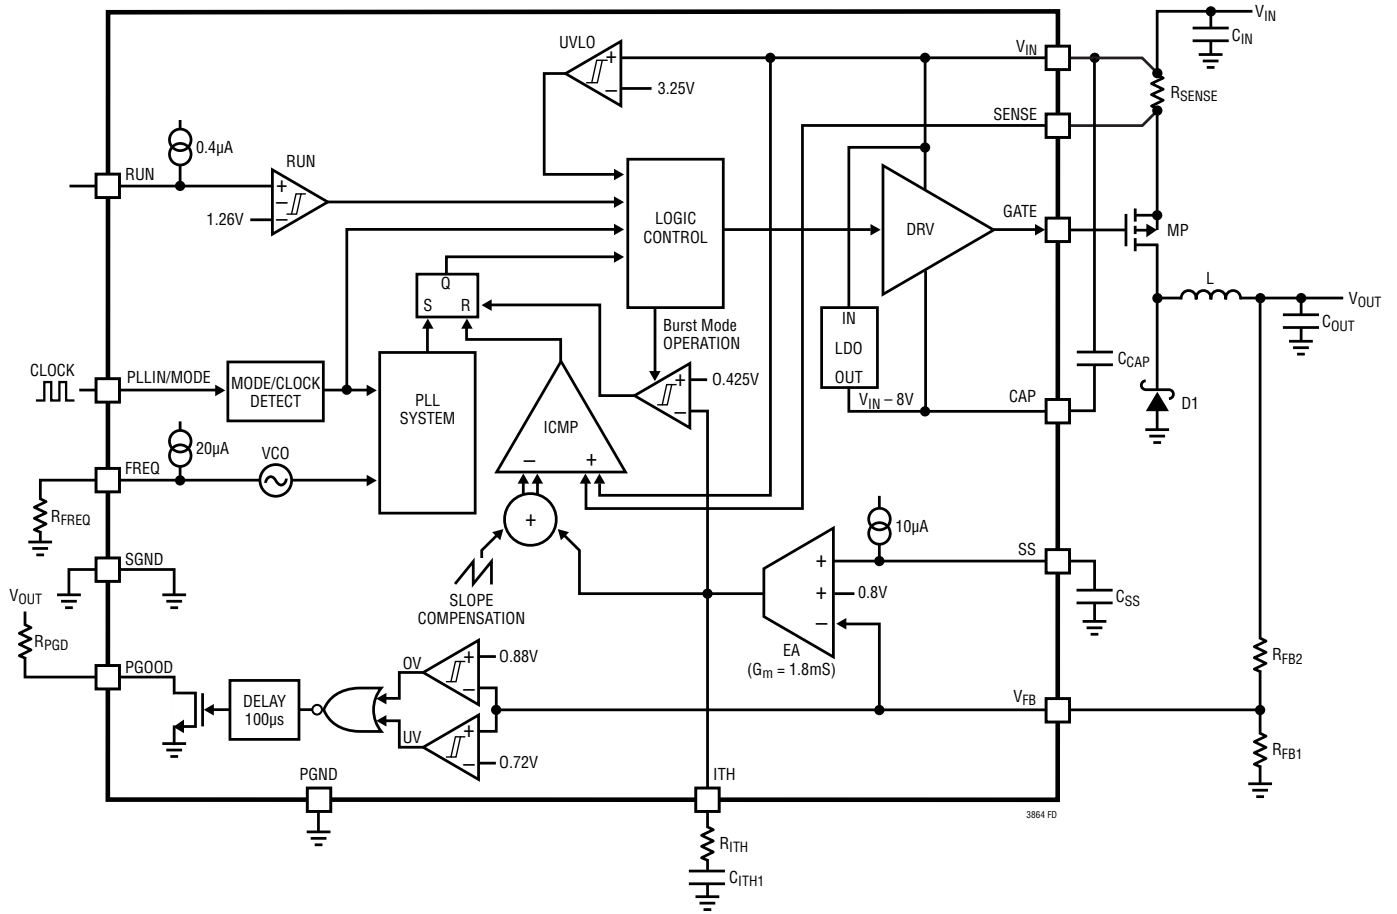 VIN
CIN
UVLO
VIN
+
−
3.25V
RSENSE
SENSE
0.4µA
RUN
RUN
+
−
−
1.26V
LOGIC
CONTROL
DRV
GATE
MP
Q
S R
L
VOUT
COUT
Burst Mode
OPERATION
IN
LDO
OUT
CCAP
CLOCK
PLLIN/MODE
MODE/CLOCK
DETECT
PLL
SYSTEM
+
−
0.425V
VIN – 8V
CAP
D1
ICMP
− +
20µA
VCO
FREQ
RFREQ
+
10µA
SS
CSS
SGND
SLOPE
COMPENSATION
+
+
−
0.8V
EA
(Gm = 1.8mS)
VOUT
RPGD
PGOOD
OV
+
−
0.88V
RFB2
DELAY
100µs
UV
+
−
0.72V
VFB
RFB1
PGND
ITH
3864 FD
RITH
CITH1